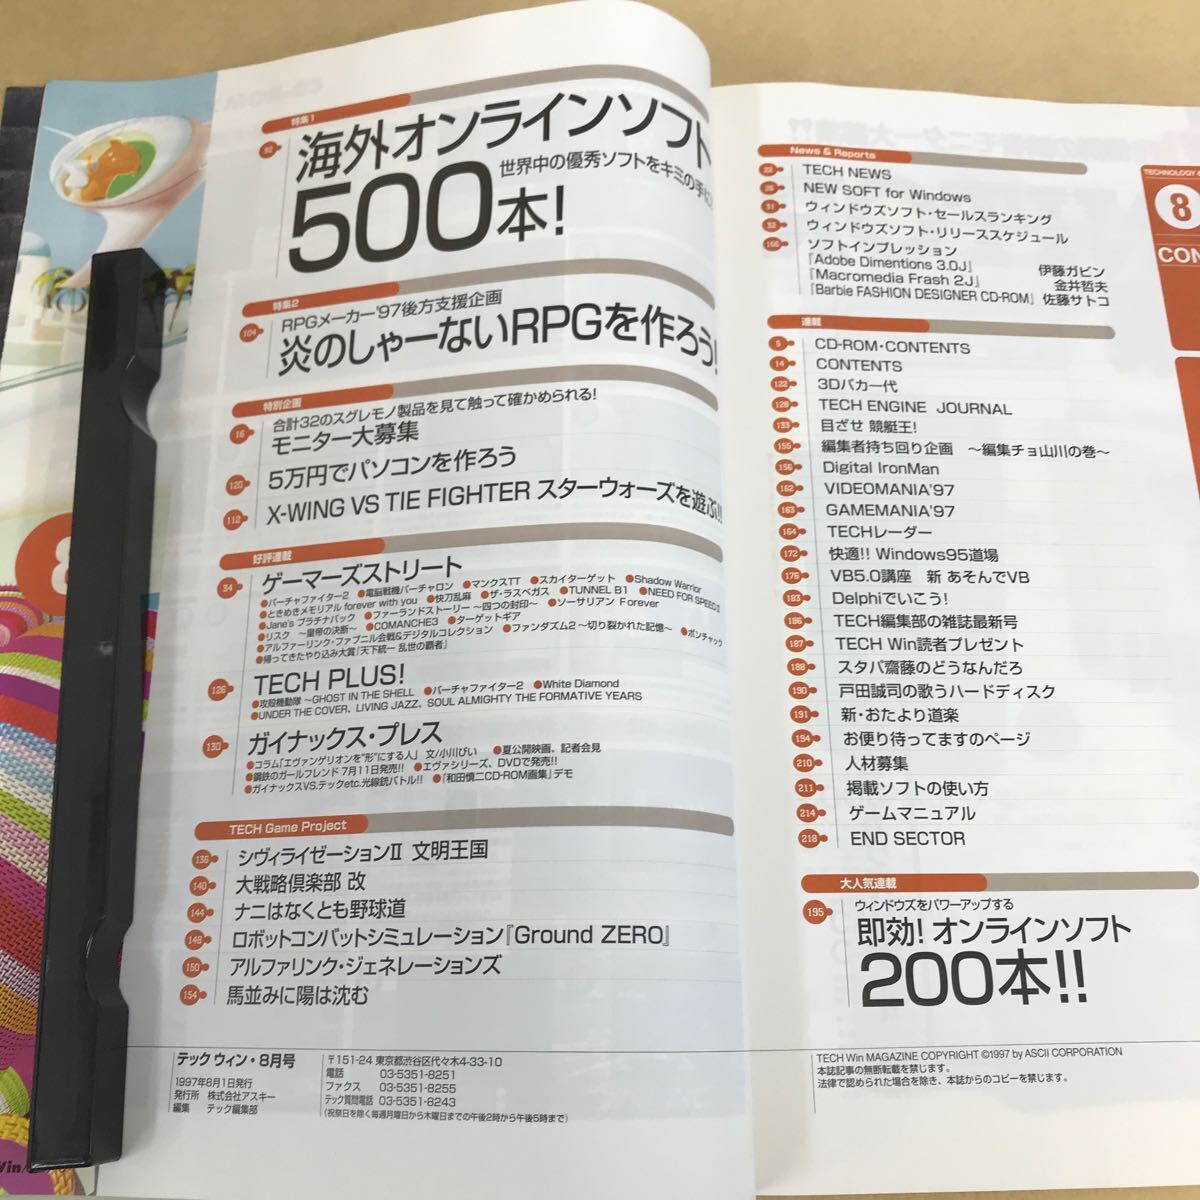 特集1
82
海外オンラインソフト
500本!
世界中の優秀ソフトをキミの手に
特集2
104
RPGメーカー'97後方支援企画
炎のしゃーないRPGを作ろう!
特別企画
16
合計32のスグレモノ製品を見て触って確かめられる!
モニター大募集
120
5万円でパソコンを作ろう
112
X-WING VS TIE FIGHTER スターウォーズを遊ぶ!!
好評連載
34
ゲーマーズストリート
●バーチャファイター2 ●電脳戦機バーチャロン ●マンクスTT ●スカイターゲット ●Shadow Warrior
●ときめきメモリアル forever with you ●快刀乱麻 ●ザ・ラスベガス ●TUNNEL B1 ●NEED FOR SPEEDⅡ
●Jane's プラチナパック ●ファーランドストーリー ～四つの封印～ ●ソーサリアン Forever
●リスク ～皇帝の決断～ ●COMANCHE3 ●ターゲットギア
●アルファーリンク・ファブニル会戦&デジタルコレクション ●ファンダズム2 ～切り裂かれた記憶～ ●ポンチャック
●帰ってきたやり込み大賞『天下統一 乱世の覇者』
126
TECH PLUS!
●攻殻機動隊 ～GHOST IN THE SHELL ●バーチャファイター2 ●White Diamond
●UNDER THE COVER、LIVING JAZZ、SOUL ALMIGHTY THE FORMATIVE YEARS
130
ガイナックス・プレス
●コラム「エヴァンゲリオンを"形"にする人」 文/小川びい ●夏公開映画、記者会見
●鋼鉄のガールフレンド 7月11日発売!! ●エヴァシリーズ、DVDで発売!!
●ガイナックスVS.テックetc.光線銃バトル!! ●「和田慎二CD-ROM画集」デモ
TECH Game Project
136
シヴィライゼーションⅡ 文明王国
140
大戦略倶楽部 改
144
ナニはなくとも野球道
148
ロボットコンバットシミュレーション『Ground ZERO』
150
アルファリンク・ジェネレーションズ
154
馬並みに陽は沈む
テック ウィン・8月号
1997年8月1日発行
発行所 株式会社アスキー
編集 テック編集部
〒151-24 東京都渋谷区代々木4-33-10
電話 03-5351-8251
ファクス 03-5351-8255
テック質問電話 03-5351-8243
(祝祭日を除く毎週月曜日から木曜日までの午後2時から午後5時まで)
News & Reports
22 TECH NEWS
28 NEW SOFT for Windows
31 ウィンドウズソフト・セールスランキング
32 ウィンドウズソフト・リリーススケジュール
166 ソフトインプレッション
『Adobe Dimentions 3.0J』 伊藤ガビン
『Macromedia Frash 2J』 金井哲夫
『Barbie FASHION DESIGNER CD-ROM』 佐藤サトコ
連載
5 CD-ROM・CONTENTS
14 CONTENTS
122 3Dバカ一代
128 TECH ENGINE JOURNAL
133 目ざせ 競艇王!
155 編集者持ち回り企画 ～編集チョ山川の巻～
156 Digital IronMan
162 VIDEOMANIA'97
163 GAMEMANIA'97
164 TECHレーダー
172 快適!! Windows95道場
176 VB5.0講座 新 あそんでVB
183 Delphiでいこう!
186 TECH編集部の雑誌最新号
187 TECH Win読者プレゼント
188 スタパ齋藤のどうなんだろ
190 戸田誠司の歌うハードディスク
191 新・おたより道楽
194 お便り待ってますのページ
210 人材募集
211 掲載ソフトの使い方
214 ゲームマニュアル
218 END SECTOR
大人気連載
195
ウィンドウズをパワーアップする
即効! オンラインソフト
200本!!
TECH Win MAGAZINE COPYRIGHT ©1997 by ASCII CORPORATION
本誌記事の無断転載を禁じます。
法律で認められた場合を除き、本誌からのコピーを禁じます。
TECHNOLOGY &
8
CON
8
Win/